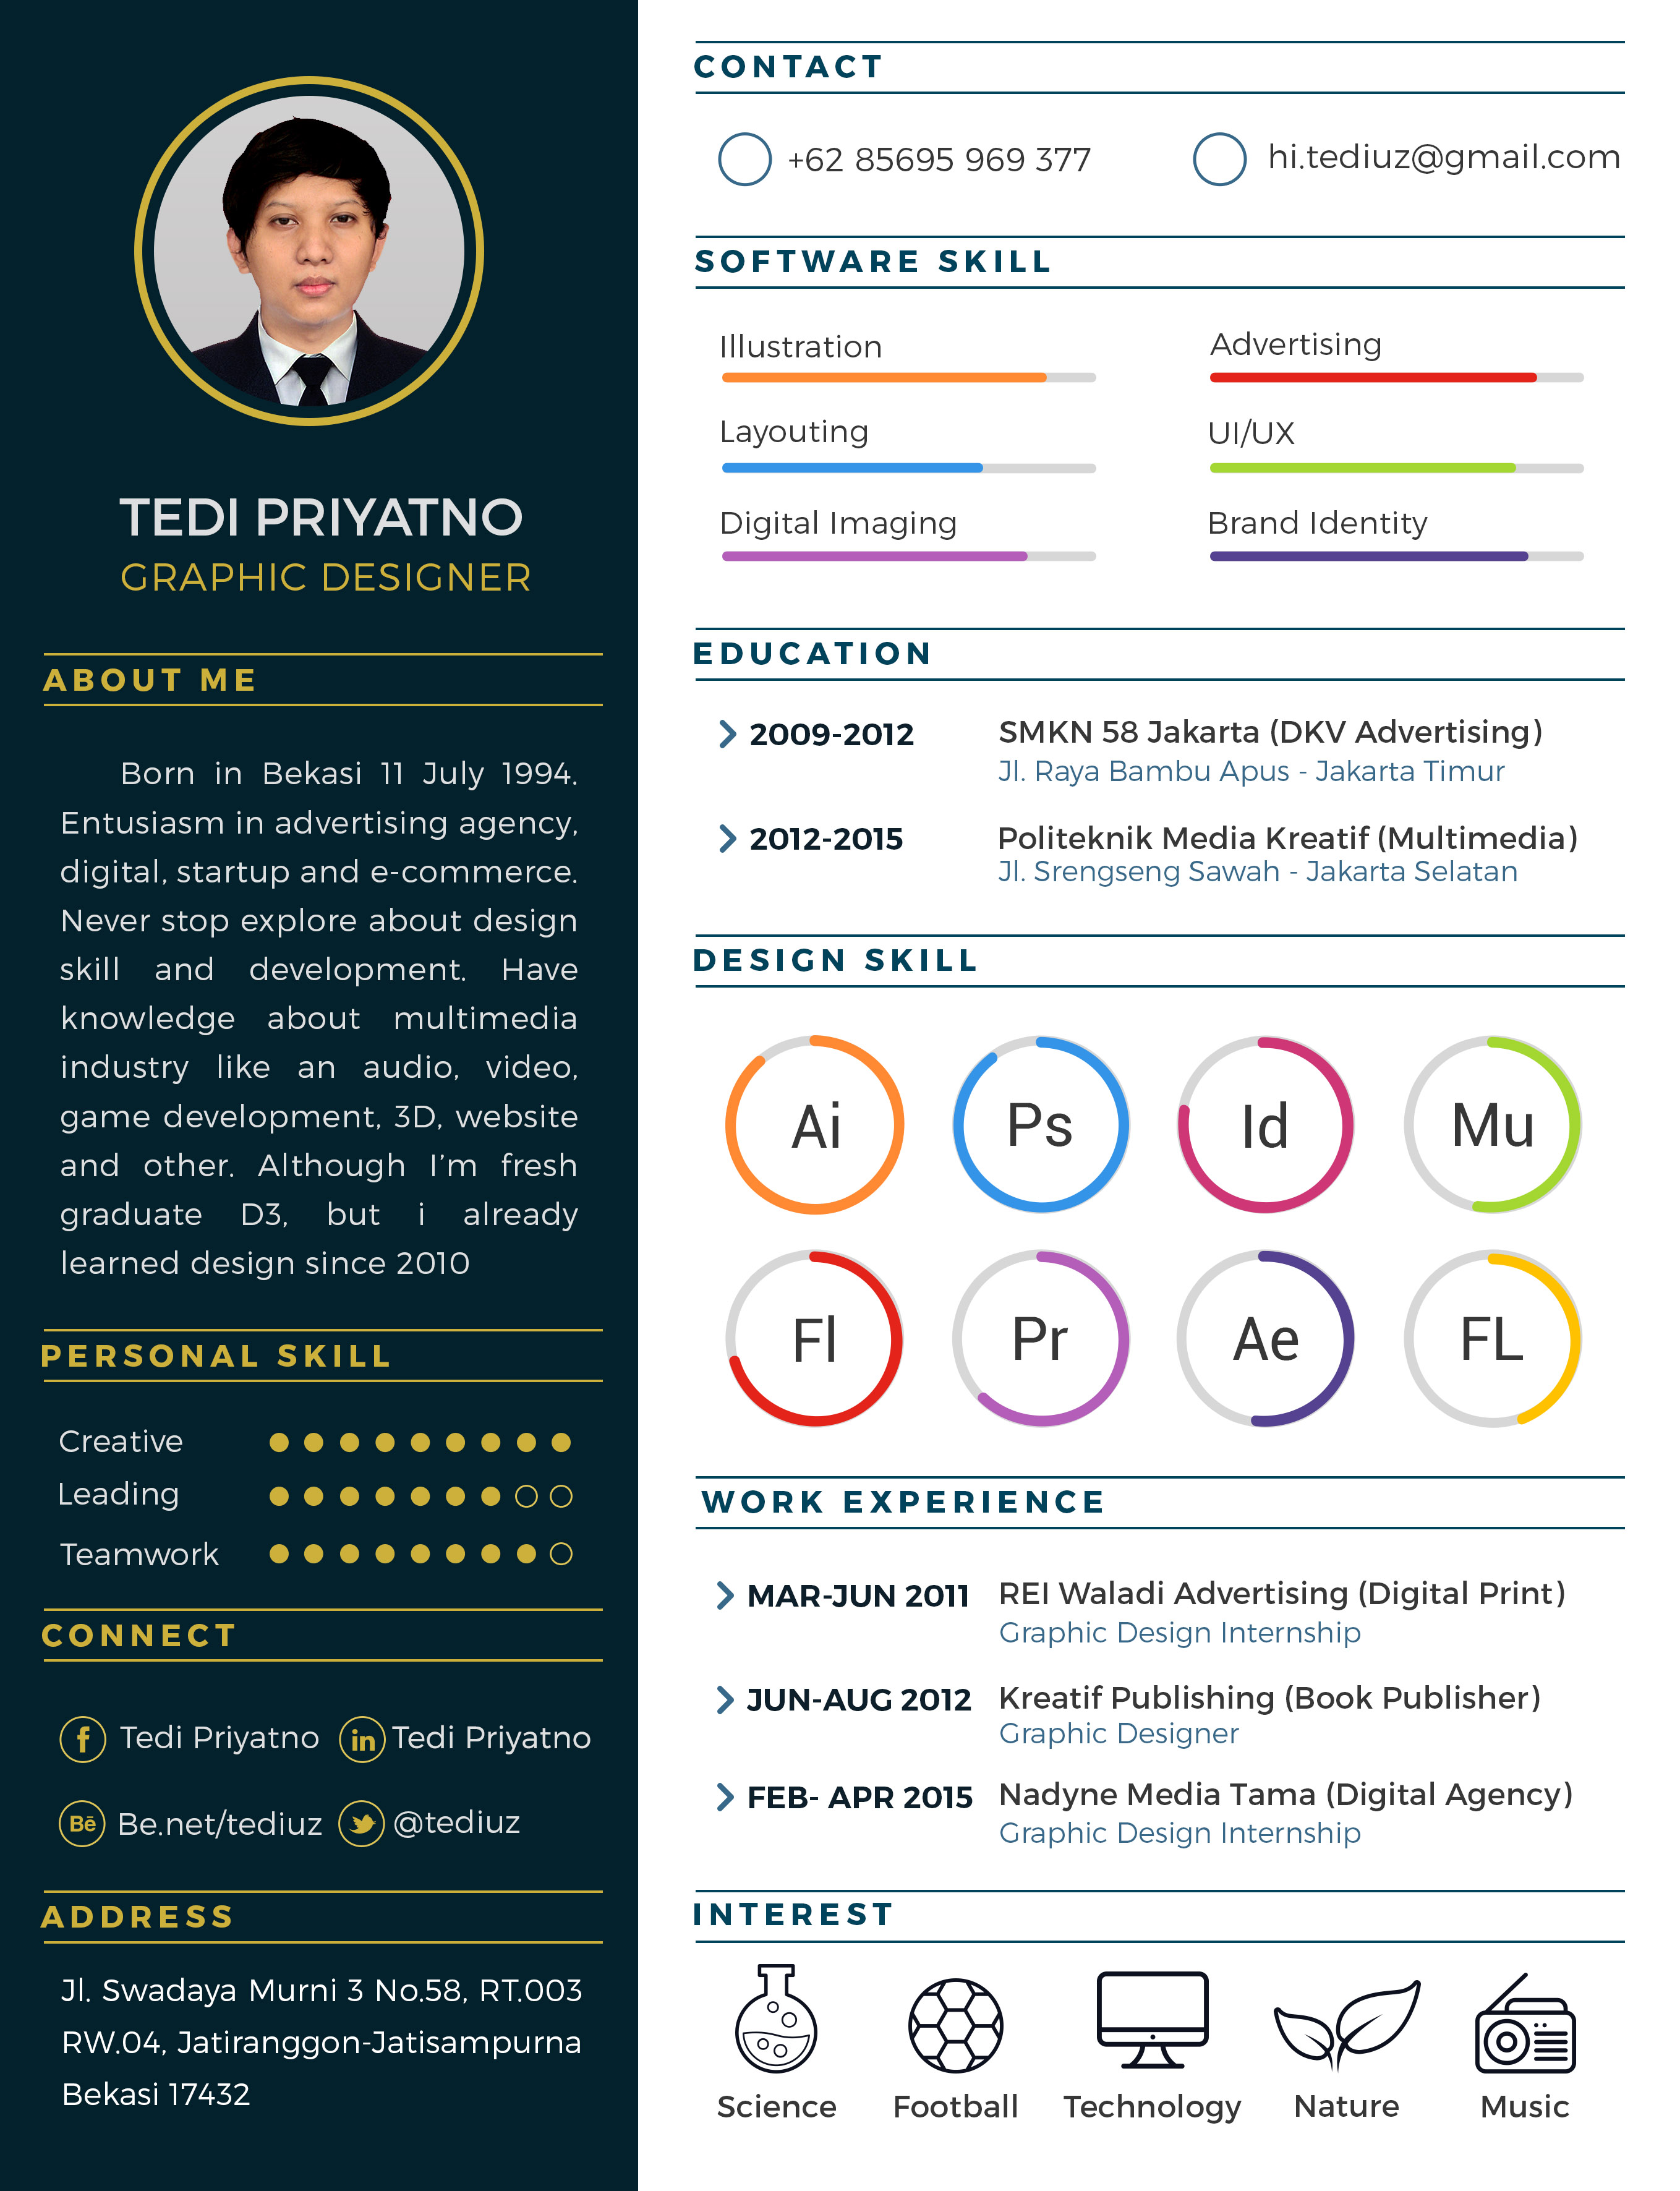 TEDI PRIYATNO
GRAPHIC DESIGNER
ABOUT ME
Born in Bekasi 11 July 1994.
Entusiasm in advertising agency,
digital, startup and e-commerce.
Never stop explore about design
skill and development. Have
knowledge about multimedia
industry like an audio, video,
game development, 3D, website
and other. Although I'm fresh
graduate D3, but i already
learned design since 2010
PERSONAL SKILL
Creative
Leading
Teamwork
CONNECT
f Tedi Priyatno in Tedi Priyatno
Bē Be.net/tediuz @tediuz
ADDRESS
Jl. Swadaya Murni 3 No.58, RT.003
RW.04, Jatiranggon-Jatisampurna
Bekasi 17432
CONTACT
+62 85695 969 377 hi.tediuz@gmail.com
SOFTWARE SKILL
Illustration Advertising
Layouting UI/UX
Digital Imaging Brand Identity
EDUCATION
2009-2012 SMKN 58 Jakarta (DKV Advertising)
Jl. Raya Bambu Apus - Jakarta Timur
2012-2015 Politeknik Media Kreatif (Multimedia)
Jl. Srengseng Sawah - Jakarta Selatan
DESIGN SKILL
Ai Ps Id Mu
Fl Pr Ae FL
WORK EXPERIENCE
MAR-JUN 2011 REI Waladi Advertising (Digital Print)
Graphic Design Internship
JUN-AUG 2012 Kreatif Publishing (Book Publisher)
Graphic Designer
FEB- APR 2015 Nadyne Media Tama (Digital Agency)
Graphic Design Internship
INTEREST
Science Football Technology Nature Music